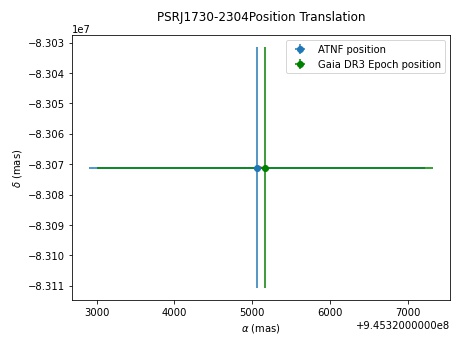 PSRJ1730-2304Position Translation
1e7
ATNF position
Gaia DR3 Epoch position
−8.303
−8.304
−8.305
−8.306
−8.307
−8.308
−8.309
−8.310
−8.311
δ (mas)
3000 4000 5000 6000 7000
α (mas)
+9.4532000000e8